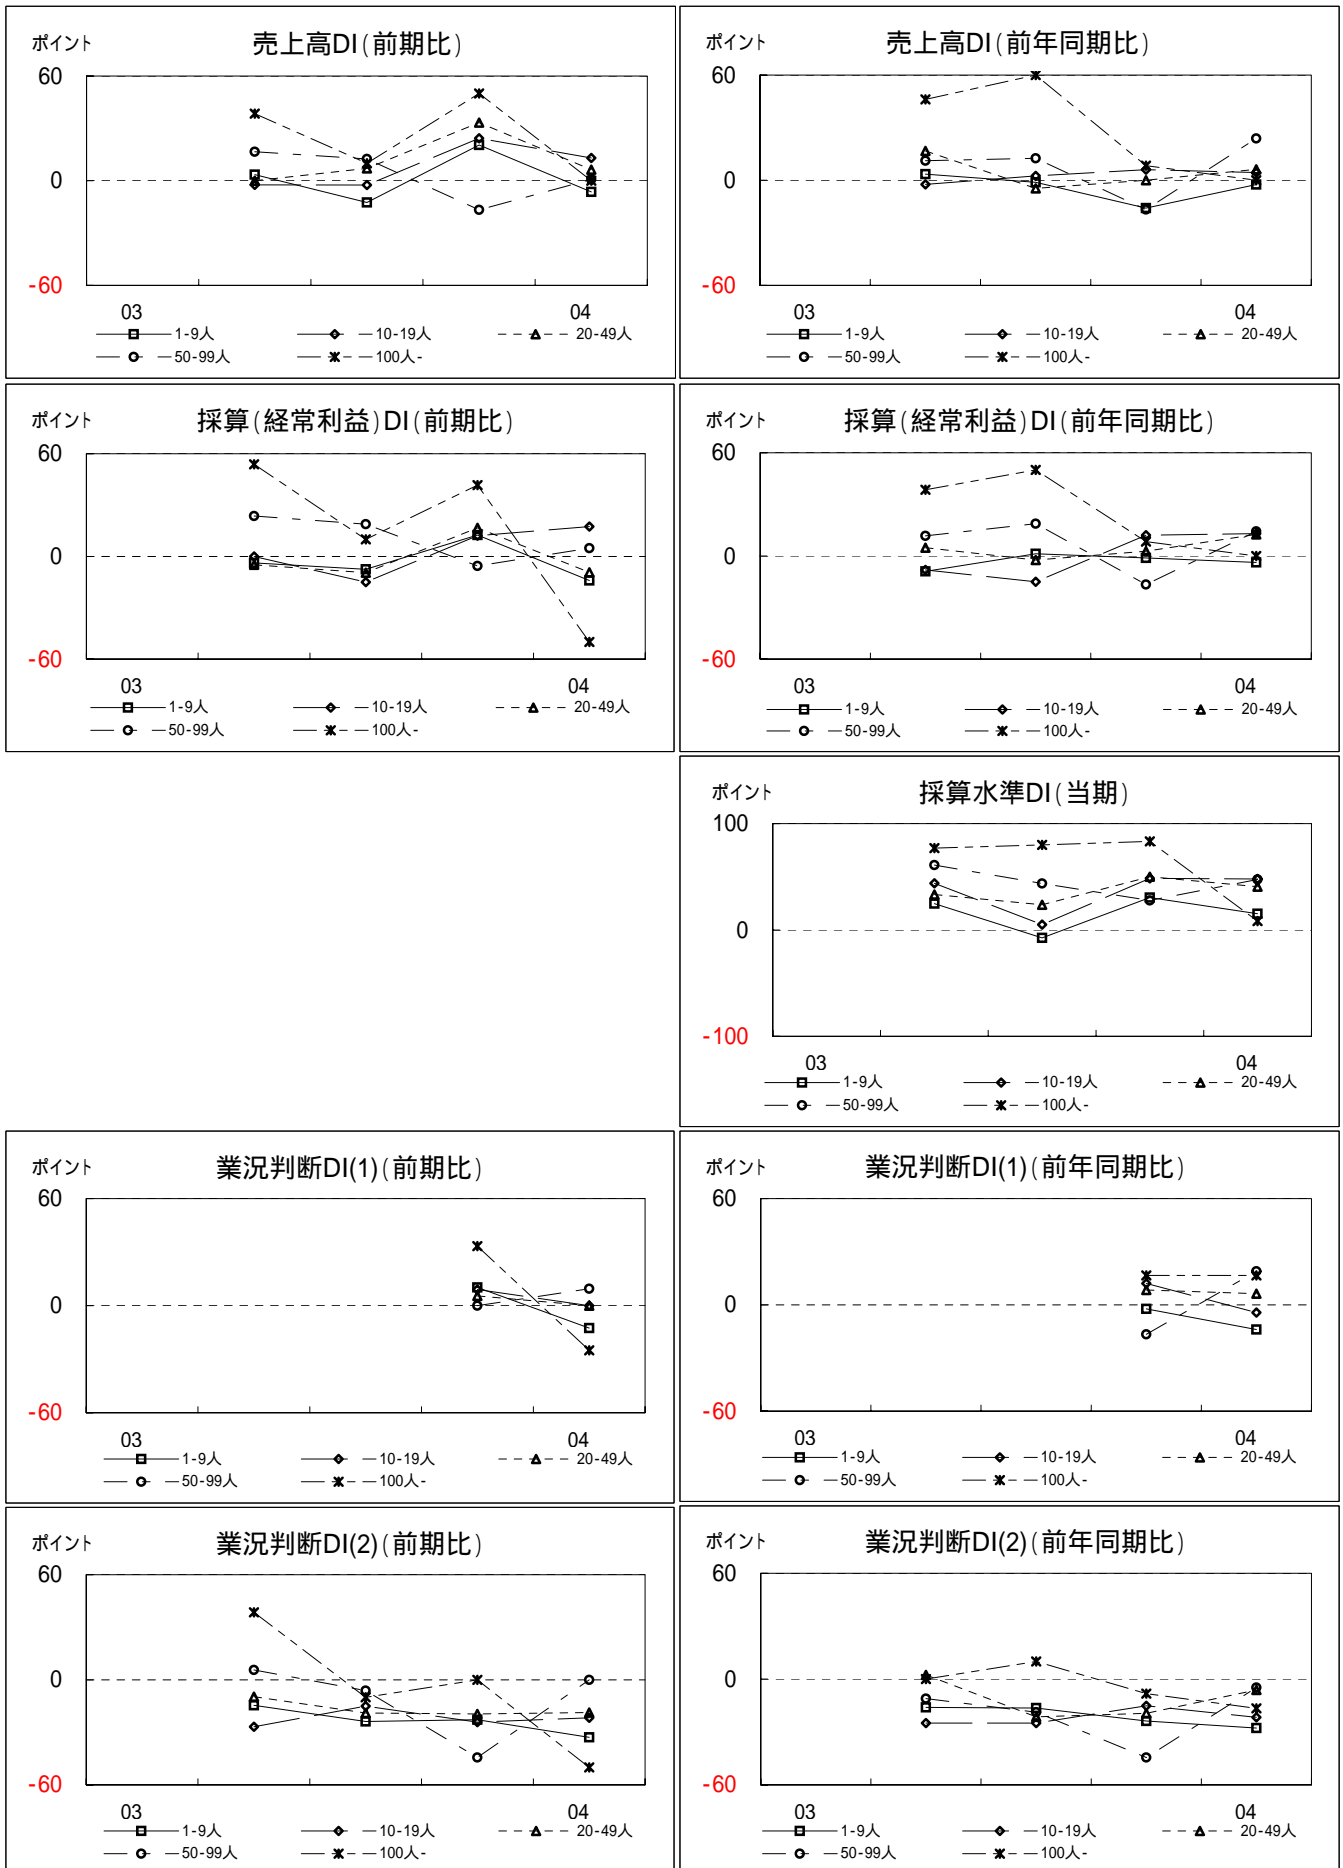 売上高DI(前期比)
ポイント
60
0
-60
03 04
1-9人 10-19人 20-49人
50-99人 100人-
売上高DI(前年同期比)
ポイント
60
0
-60
03 04
1-9人 10-19人 20-49人
50-99人 100人-
採算(経常利益)DI(前期比)
ポイント
60
0
-60
03 04
1-9人 10-19人 20-49人
50-99人 100人-
採算(経常利益)DI(前年同期比)
ポイント
60
0
-60
03 04
1-9人 10-19人 20-49人
50-99人 100人-
採算水準DI(当期)
ポイント
100
0
-100
03 04
1-9人 10-19人 20-49人
50-99人 100人-
業況判断DI(1)(前期比)
ポイント
60
0
-60
03 04
1-9人 10-19人 20-49人
50-99人 100人-
業況判断DI(1)(前年同期比)
ポイント
60
0
-60
03 04
1-9人 10-19人 20-49人
50-99人 100人-
業況判断DI(2)(前期比)
ポイント
60
0
-60
03 04
1-9人 10-19人 20-49人
50-99人 100人-
業況判断DI(2)(前年同期比)
ポイント
60
0
-60
03 04
1-9人 10-19人 20-49人
50-99人 100人-